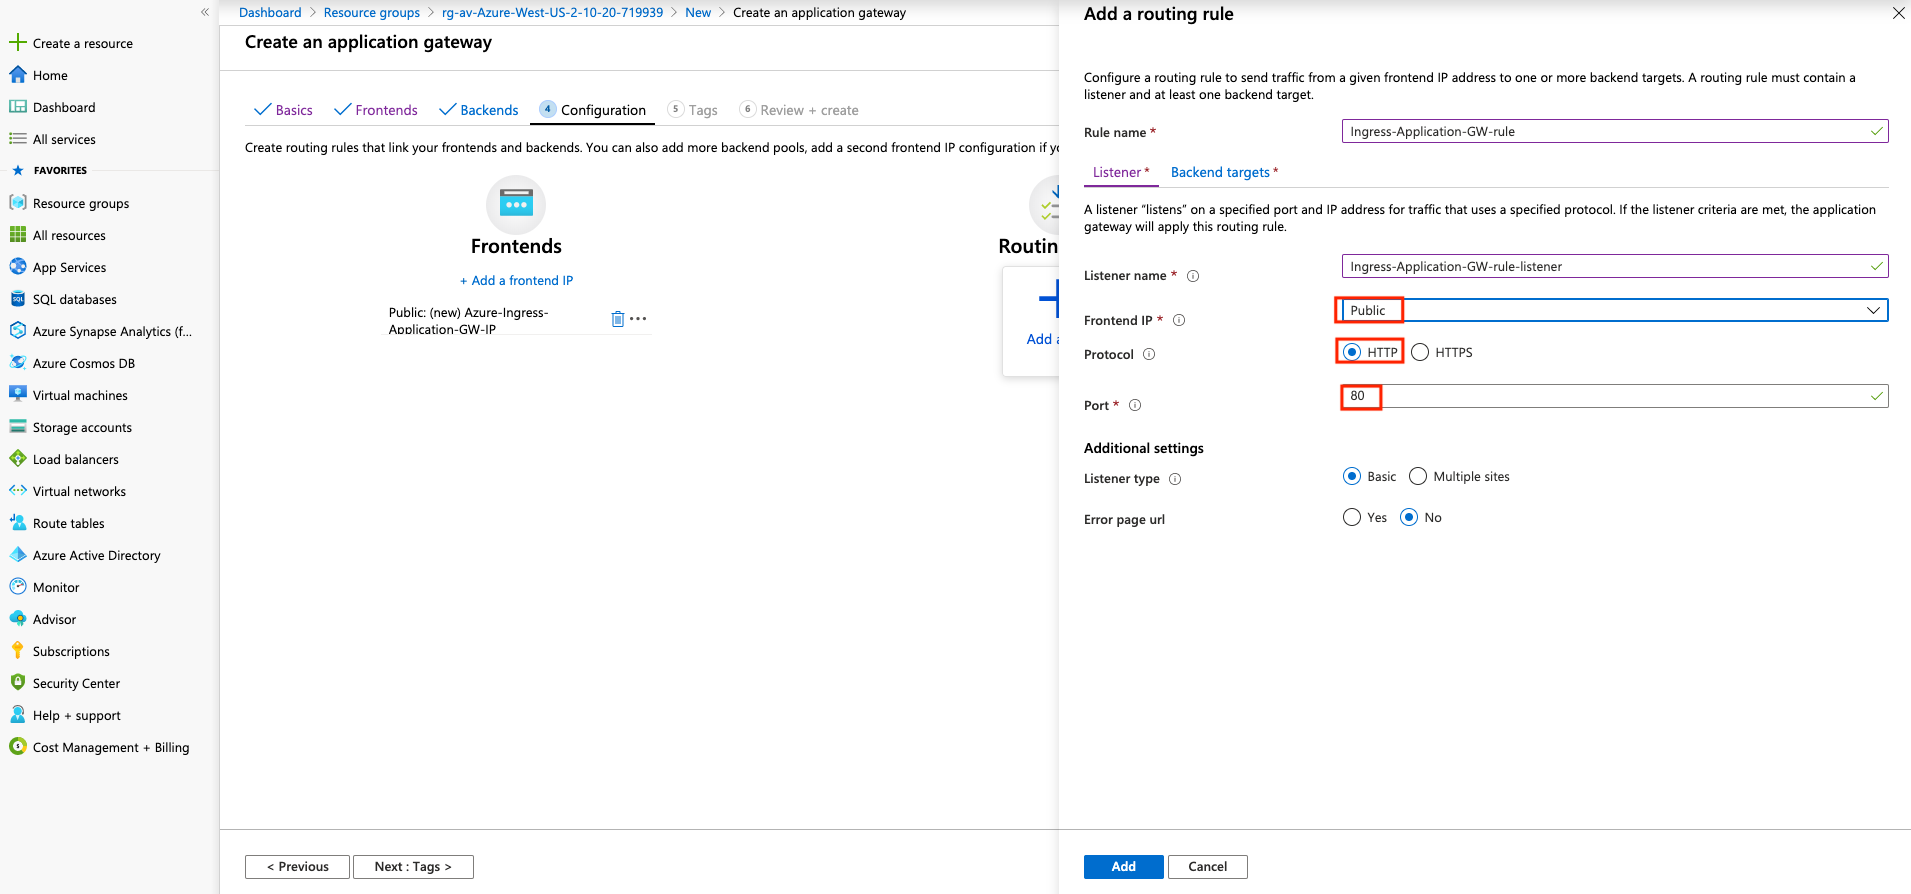 «
Create a resource
Home
Dashboard
All services
FAVORITES
Resource groups
All resources
App Services
SQL databases
Azure Synapse Analytics (f...
Azure Cosmos DB
Virtual machines
Storage accounts
Load balancers
Virtual networks
Route tables
Azure Active Directory
Monitor
Advisor
Subscriptions
Security Center
Help + support
Cost Management + Billing
Dashboard > Resource groups > rg-av-Azure-West-US-2-10-20-719939 > New > Create an application gateway
Create an application gateway
Basics Frontends Backends 4 Configuration 5 Tags 6 Review + create
Create routing rules that link your frontends and backends. You can also add more backend pools, add a second frontend IP configuration if yo
Frontends
+ Add a frontend IP
Public: (new) Azure-Ingress-
Application-GW-IP
Routin
Add a
< Previous
Next : Tags >
Add a routing rule
Configure a routing rule to send traffic from a given frontend IP address to one or more backend targets. A routing rule must contain a
listener and at least one backend target.
Rule name *
Ingress-Application-GW-rule
Listener * Backend targets *
A listener “listens” on a specified port and IP address for traffic that uses a specified protocol. If the listener criteria are met, the application
gateway will apply this routing rule.
Listener name *
Ingress-Application-GW-rule-listener
Frontend IP *
Public
Protocol
HTTP HTTPS
Port *
80
Additional settings
Listener type
Basic Multiple sites
Error page url
Yes No
Add
Cancel